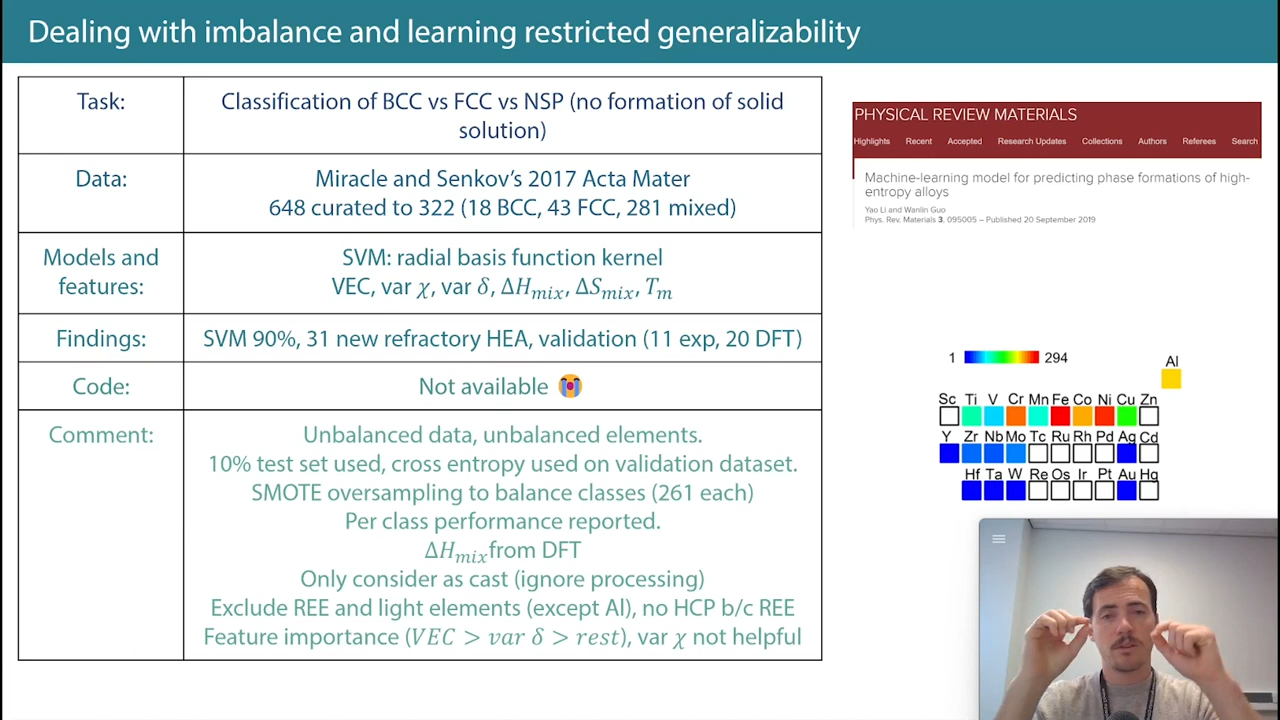 Dealing with imbalance and learning restricted generalizability
Task:
Classification of BCC vs FCC vs NSP (no formation of solid
solution)
Data:
Miracle and Senkov's 2017 Acta Mater
648 curated to 322 (18 BCC, 43 FCC, 281 mixed)
Models and
features:
SVM: radial basis function kernel
VEC, var χ, var δ, ΔH_mix, ΔS_mix, T_m
Findings:
SVM 90%, 31 new refractory HEA, validation (11 exp, 20 DFT)
Code:
Not available 😭
Comment:
Unbalanced data, unbalanced elements.
10% test set used, cross entropy used on validation dataset.
SMOTE oversampling to balance classes (261 each)
Per class performance reported.
ΔH_mix from DFT
Only consider as cast (ignore processing)
Exclude REE and light elements (except Al), no HCP b/c REE
Feature importance (VEC > var δ > rest), var χ not helpful
PHYSICAL REVIEW MATERIALS
Highlights Recent Accepted Research Updates Collections Authors Referees Search
Machine-learning model for predicting phase formations of high-
entropy alloys
Yao Li and Wanlin Guo
Phys. Rev. Materials 3, 095005 – Published 20 September 2019
1 294
Al
Sc Ti V Cr Mn Fe Co Ni Cu Zn
Y Zr Nb Mo Tc Ru Rh Pd Ag Cd
Hf Ta W Re Os Ir Pt Au Hg